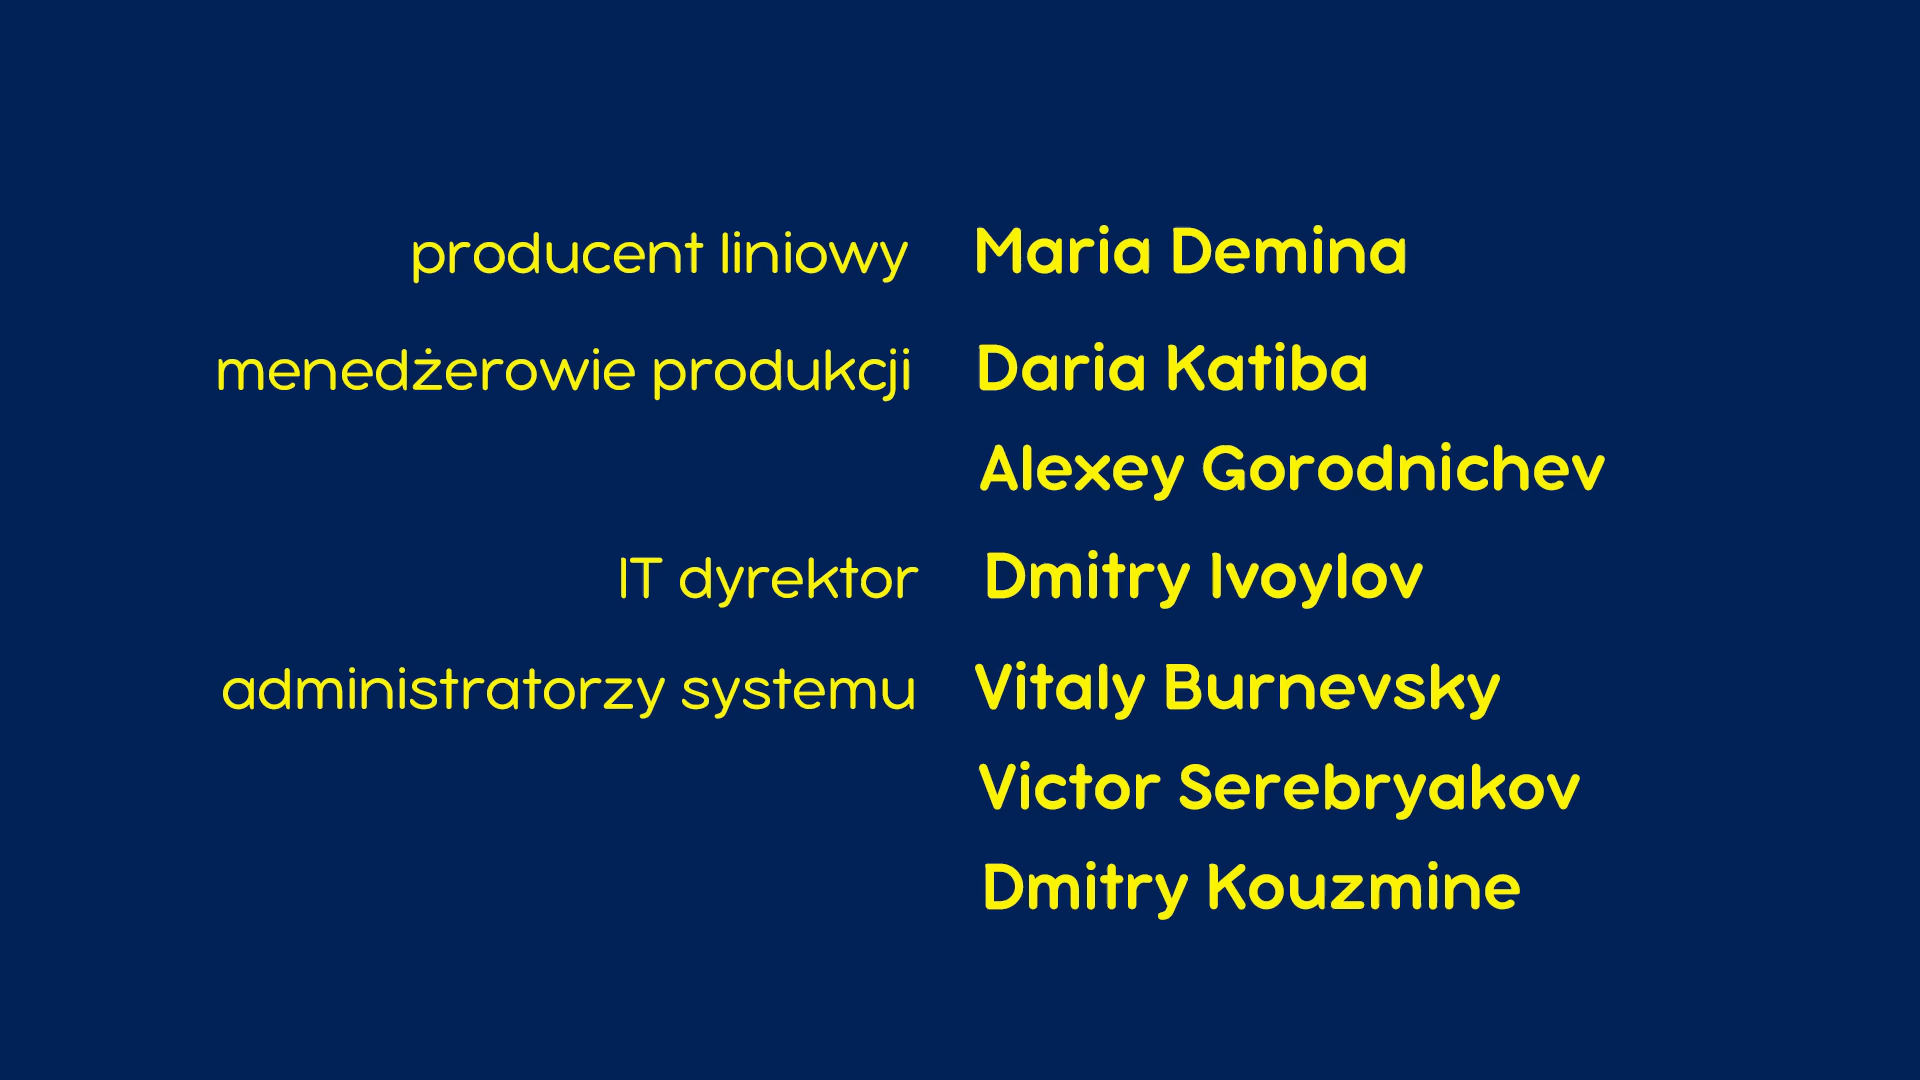 producent liniowy Maria Demina
menedżerowie produkcji Daria Katiba
Alexey Gorodnichev
IT dyrektor Dmitry Ivoylov
administratorzy systemu Vitaly Burnevsky
Victor Serebryakov
Dmitry Kouzmine